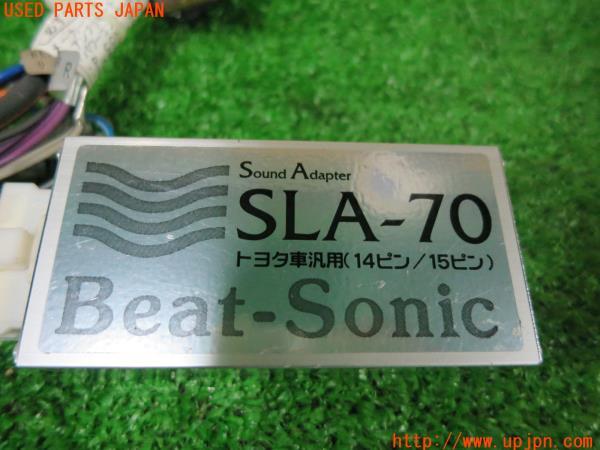 USED PARTS JAPAN
Sound Adapter
SLA-70
トヨタ車汎用(14ピン/15ピン)
Beat-Sonic
http://www.upjpn.com/